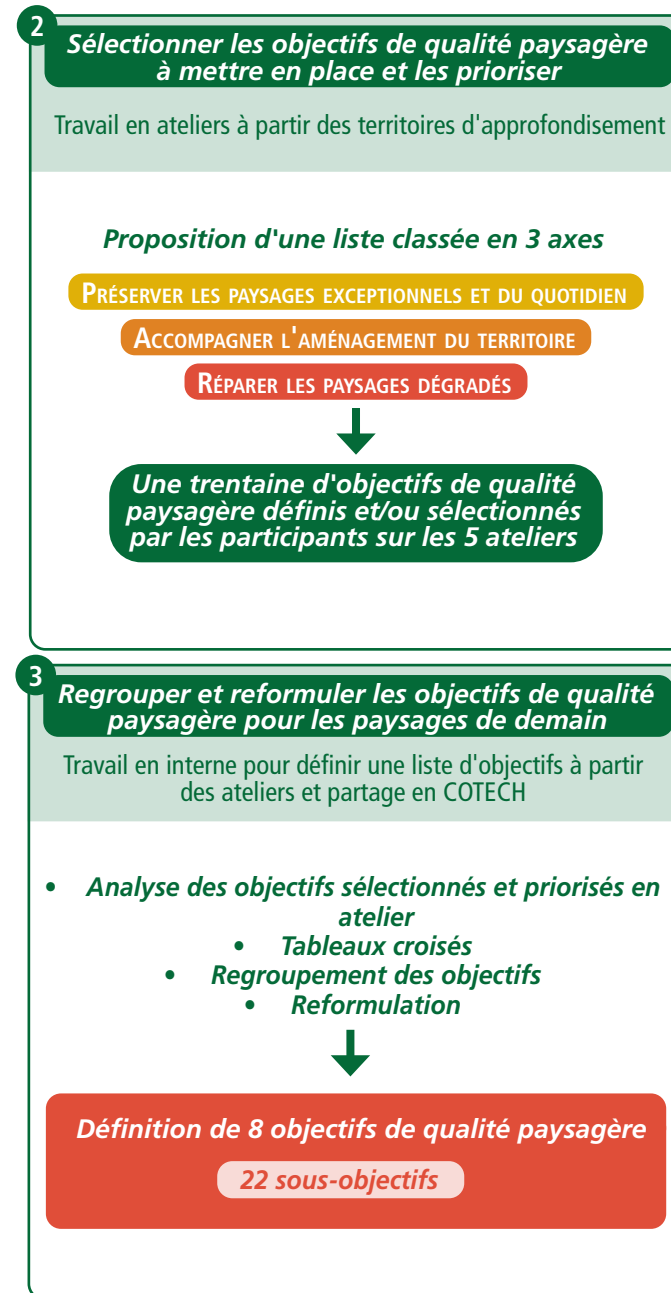 2
Sélectionner les objectifs de qualité paysagère
à mettre en place et les prioriser
Travail en ateliers à partir des territoires d'approfondisement
Proposition d'une liste classée en 3 axes
Préserver les paysages exceptionnels et du quotidien
Accompagner l'aménagement du territoire
Réparer les paysages dégradés
Une trentaine d'objectifs de qualité
paysagère définis et/ou sélectionnés
par les participants sur les 5 ateliers
3
Regrouper et reformuler les objectifs de qualité
paysagère pour les paysages de demain
Travail en interne pour définir une liste d'objectifs à partir
des ateliers et partage en COTECH
• Analyse des objectifs sélectionnés et priorisés en
atelier
• Tableaux croisés
• Regroupement des objectifs
• Reformulation
Définition de 8 objectifs de qualité paysagère
22 sous-objectifs